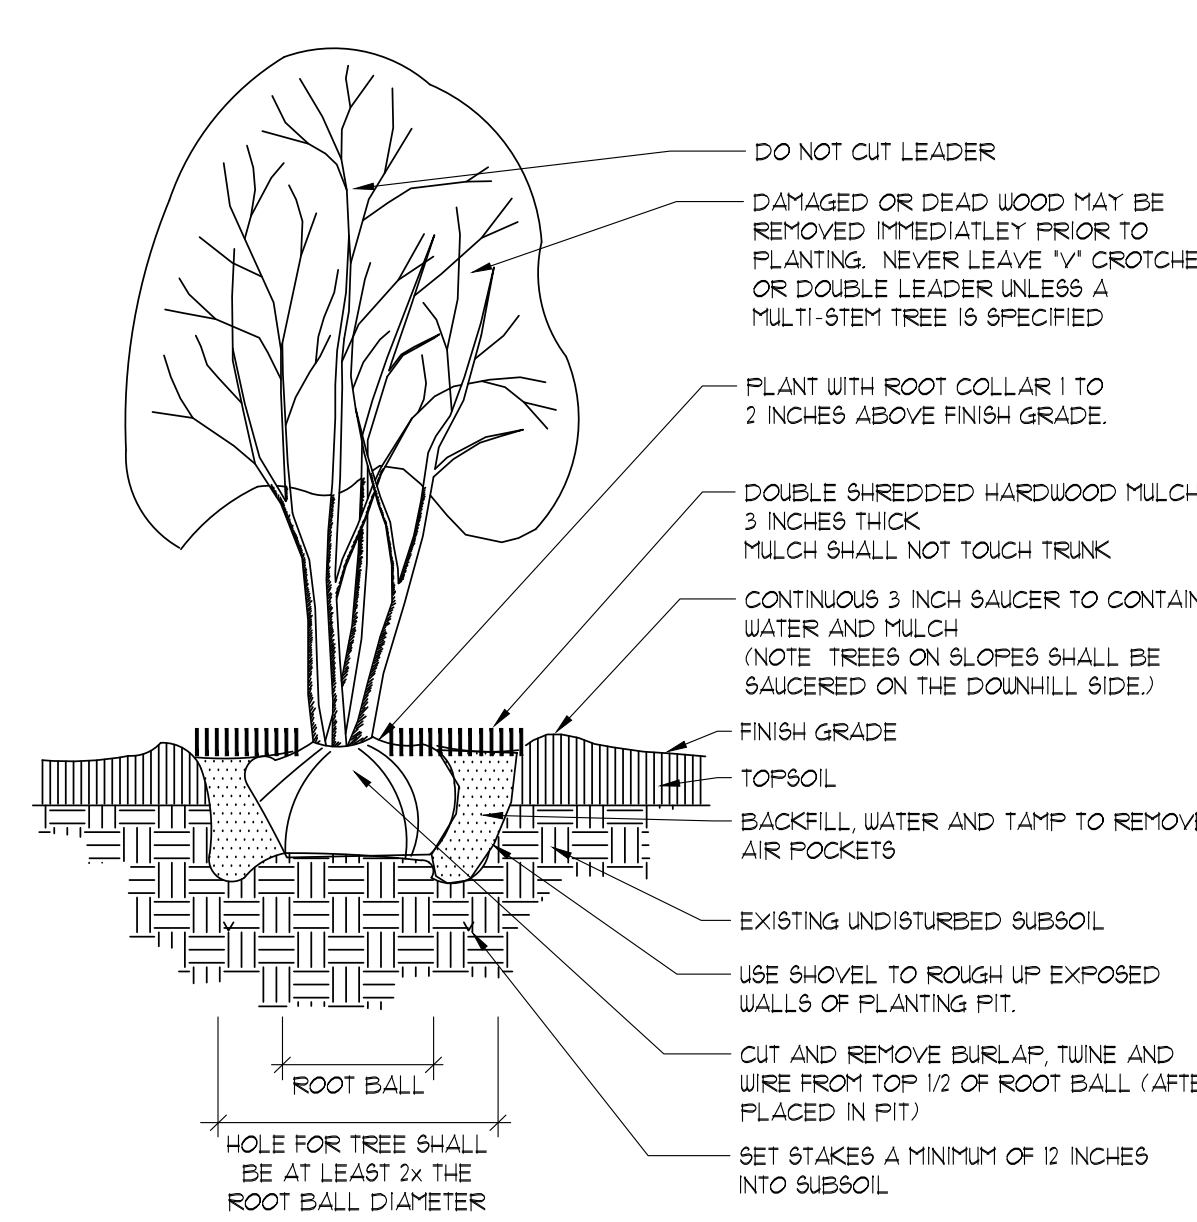 DO NOT CUT LEADER
DAMAGED OR DEAD WOOD MAY BE
REMOVED IMMEDIATLEY PRIOR TO
PLANTING.  NEVER LEAVE "V" CROTCHE
OR DOUBLE LEADER UNLESS A
MULTI-STEM TREE IS SPECIFIED
PLANT WITH ROOT COLLAR 1 TO
2 INCHES ABOVE FINISH GRADE.
DOUBLE SHREDDED HARDWOOD MULCH
3 INCHES THICK
MULCH SHALL NOT TOUCH TRUNK
CONTINUOUS 3 INCH SAUCER TO CONTAIN
WATER AND MULCH
(NOTE  TREES ON SLOPES SHALL BE
SAUCERED ON THE DOWNHILL SIDE.)
FINISH GRADE
TOPSOIL
BACKFILL, WATER AND TAMP TO REMOVE
AIR POCKETS
EXISTING UNDISTURBED SUBSOIL
USE SHOVEL TO ROUGH UP EXPOSED
WALLS OF PLANTING PIT.
CUT AND REMOVE BURLAP, TWINE AND
WIRE FROM TOP 1/2 OF ROOT BALL (AFTE
PLACED IN PIT)
SET STAKES A MINIMUM OF 12 INCHES
INTO SUBSOIL
ROOT BALL
HOLE FOR TREE SHALL
BE AT LEAST 2x THE
ROOT BALL DIAMETER